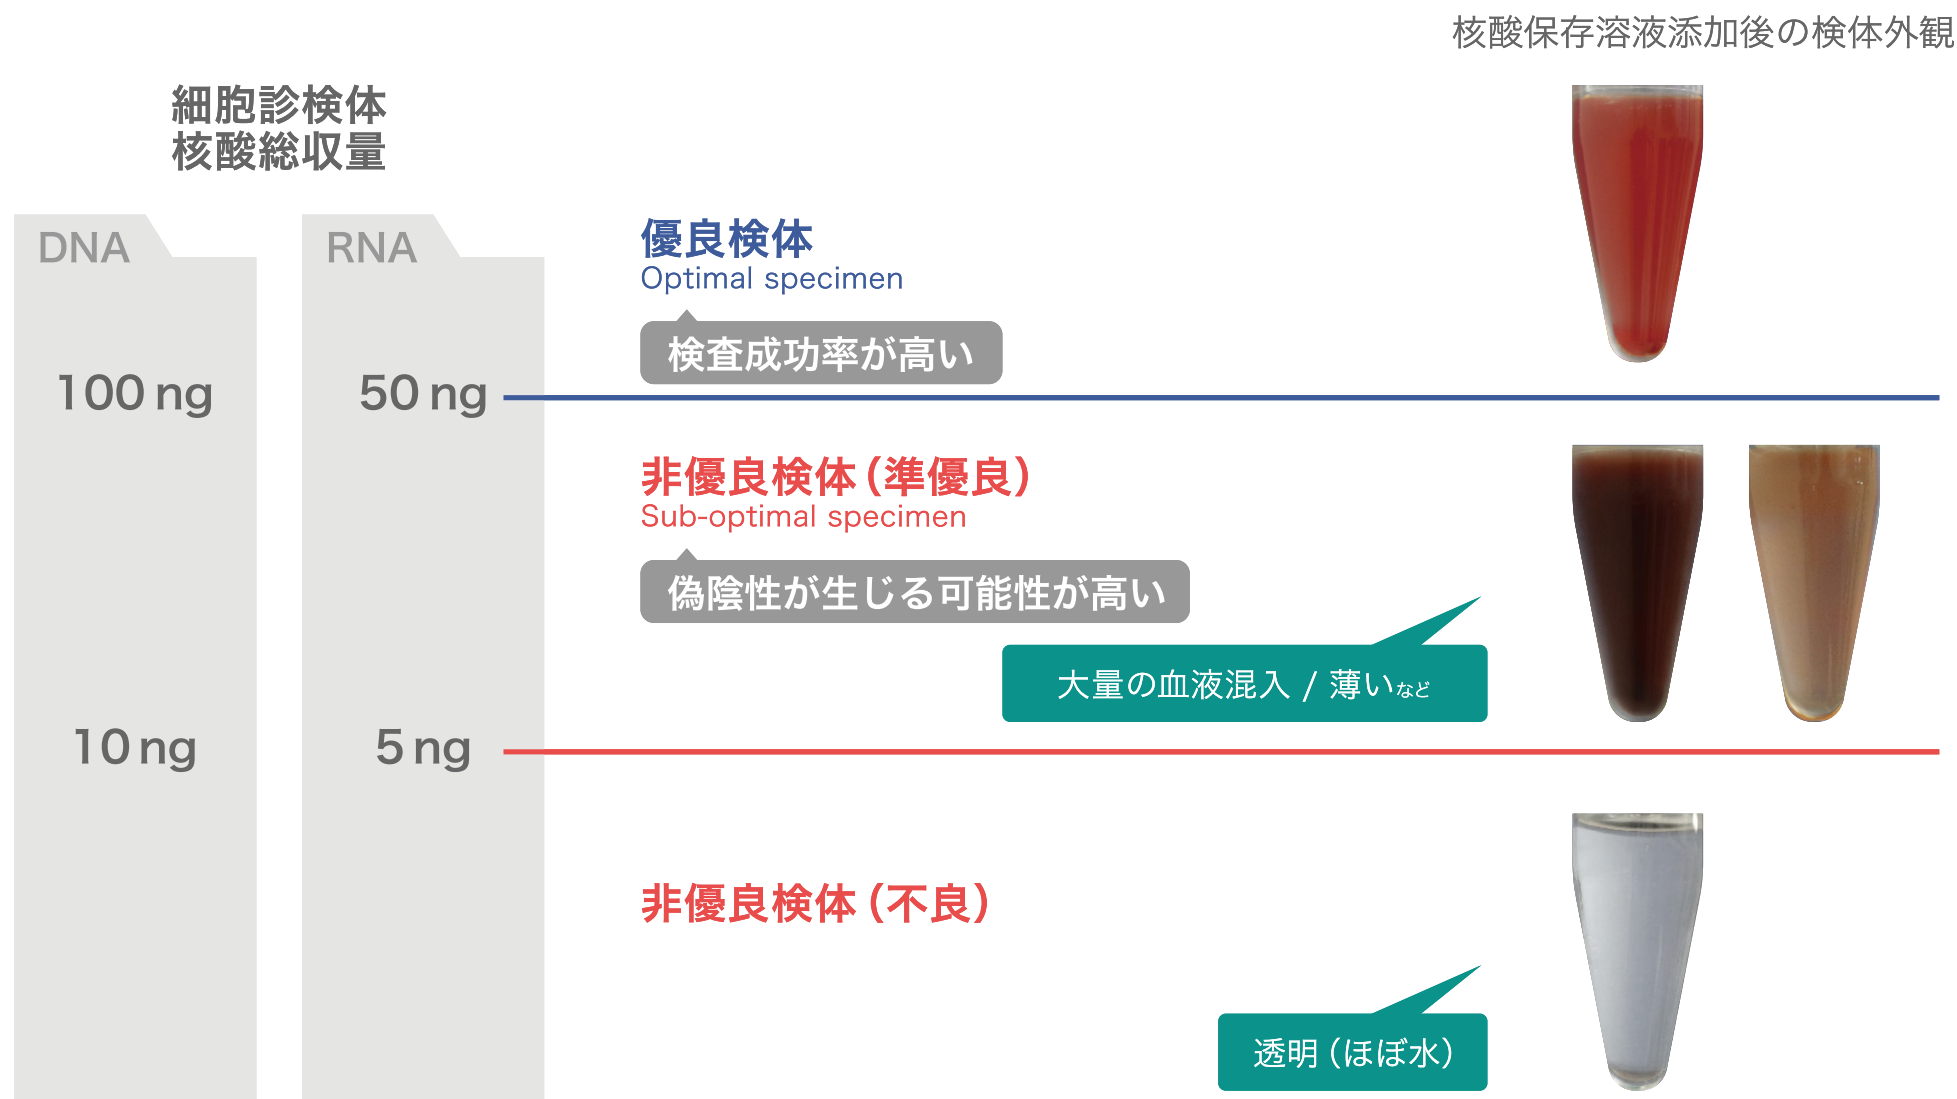 核酸保存溶液添加後の検体外観
細胞診検体
核酸総収量
DNA
RNA
優良検体
Optimal specimen
検査成功率が高い
100 ng
50 ng
非優良検体（準優良）
Sub-optimal specimen
偽陰性が生じる可能性が高い
大量の血液混入 / 薄いなど
10 ng
5 ng
非優良検体（不良）
透明（ほぼ水）